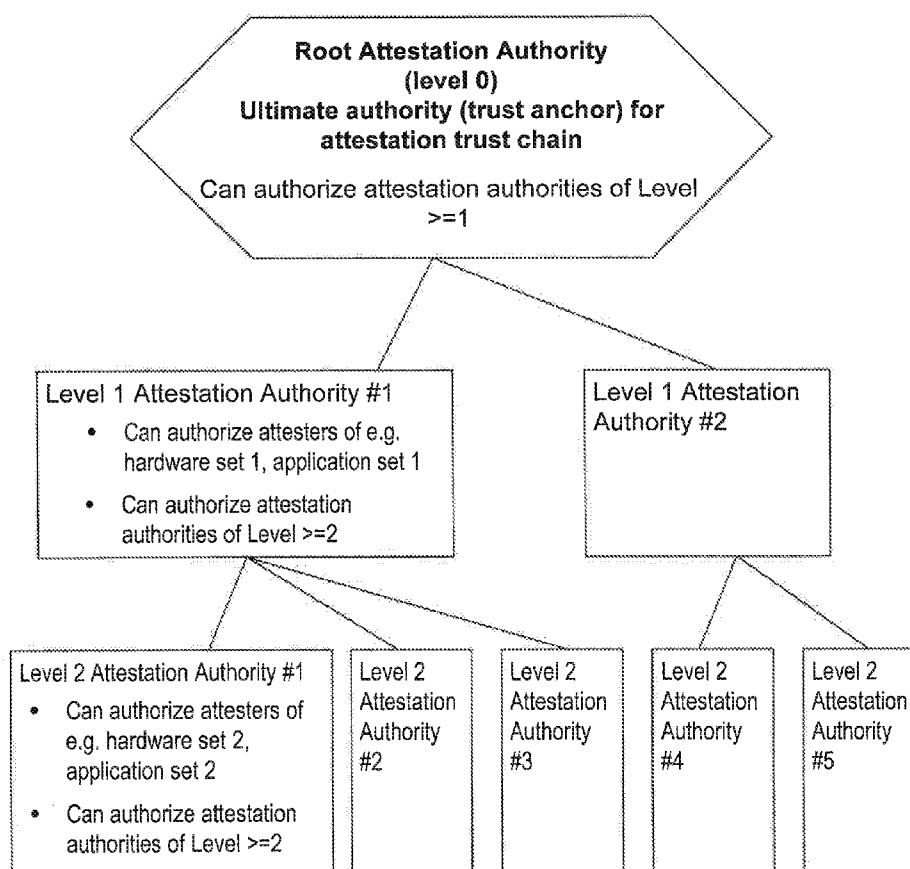 Root Attestation Authority
(level 0)
Ultimate authority (trust anchor) for
attestation trust chain
Can authorize attestation authorities of Level
>=1
Level 1 Attestation Authority #1
• Can authorize attesters of e.g.
hardware set 1, application set 1
• Can authorize attestation
authorities of Level >=2
Level 1 Attestation
Authority #2
Level 2 Attestation Authority #1
• Can authorize attesters of
e.g. hardware set 2,
application set 2
• Can authorize attestation
authorities of Level >=2
Level 2
Attestation
Authority
#2
Level 2
Attestation
Authority
#3
Level 2
Attestation
Authority
#4
Level 2
Attestation
Authority
#5